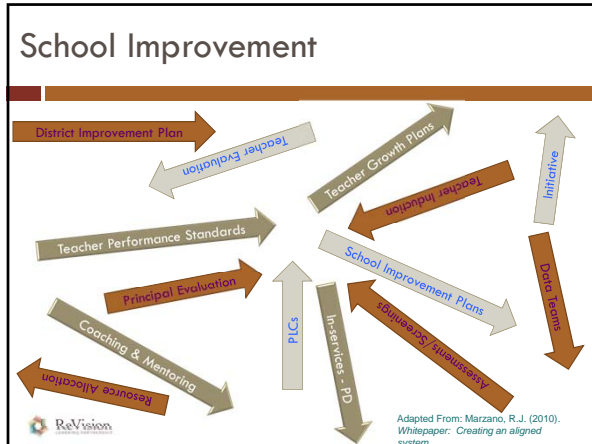 School Improvement
District Improvement Plan
Teacher Evaluation
Teacher Growth Plans
Initiative
Teacher Induction
Teacher Performance Standards
School Improvement Plans
Principal Evaluation
Data Teams
PLCs
In-services - PD
Coaching & Mentoring
Assessments/Screenings
Resource Allocation
ReVision
Adapted From: Marzano, R.J. (2010).
Whitepaper: Creating an aligned
system